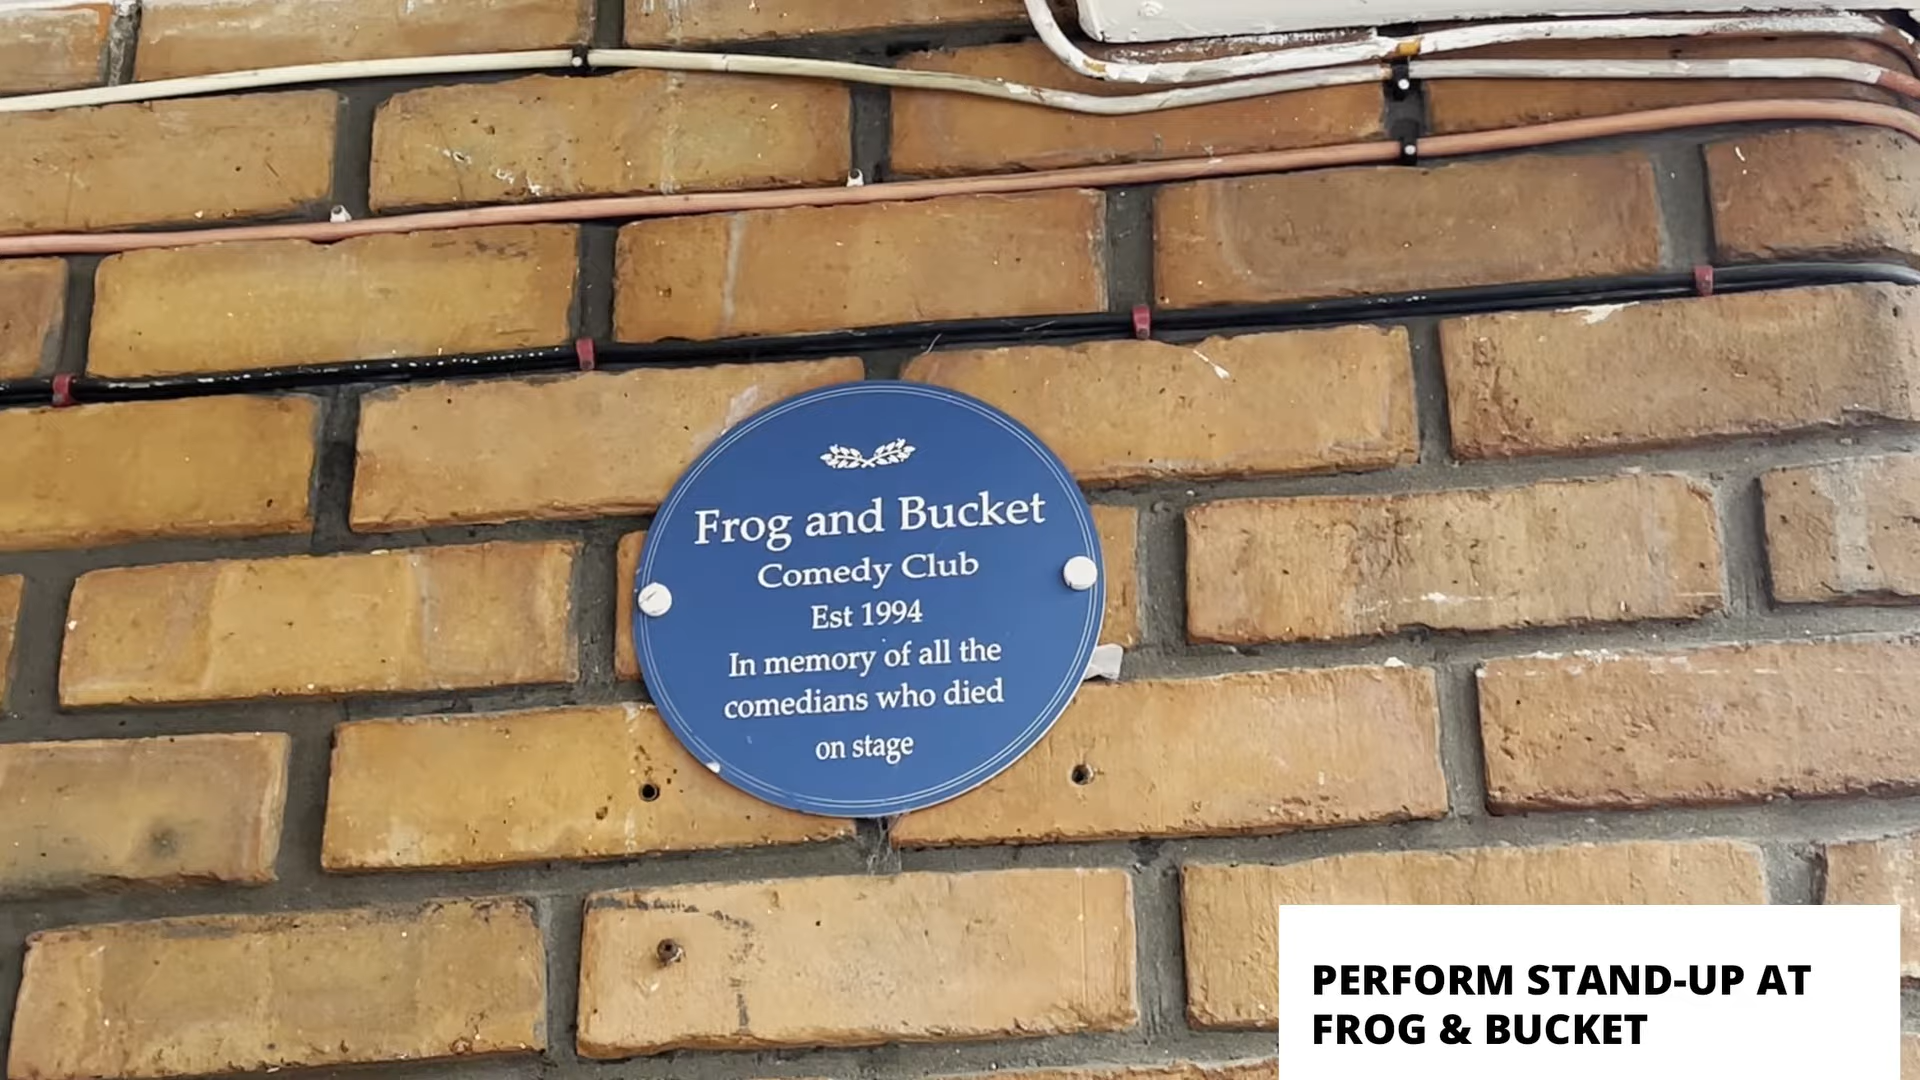 Frog and Bucket
Comedy Club
Est 1994
In memory of all the
comedians who died
on stage
PERFORM STAND-UP AT
FROG & BUCKET